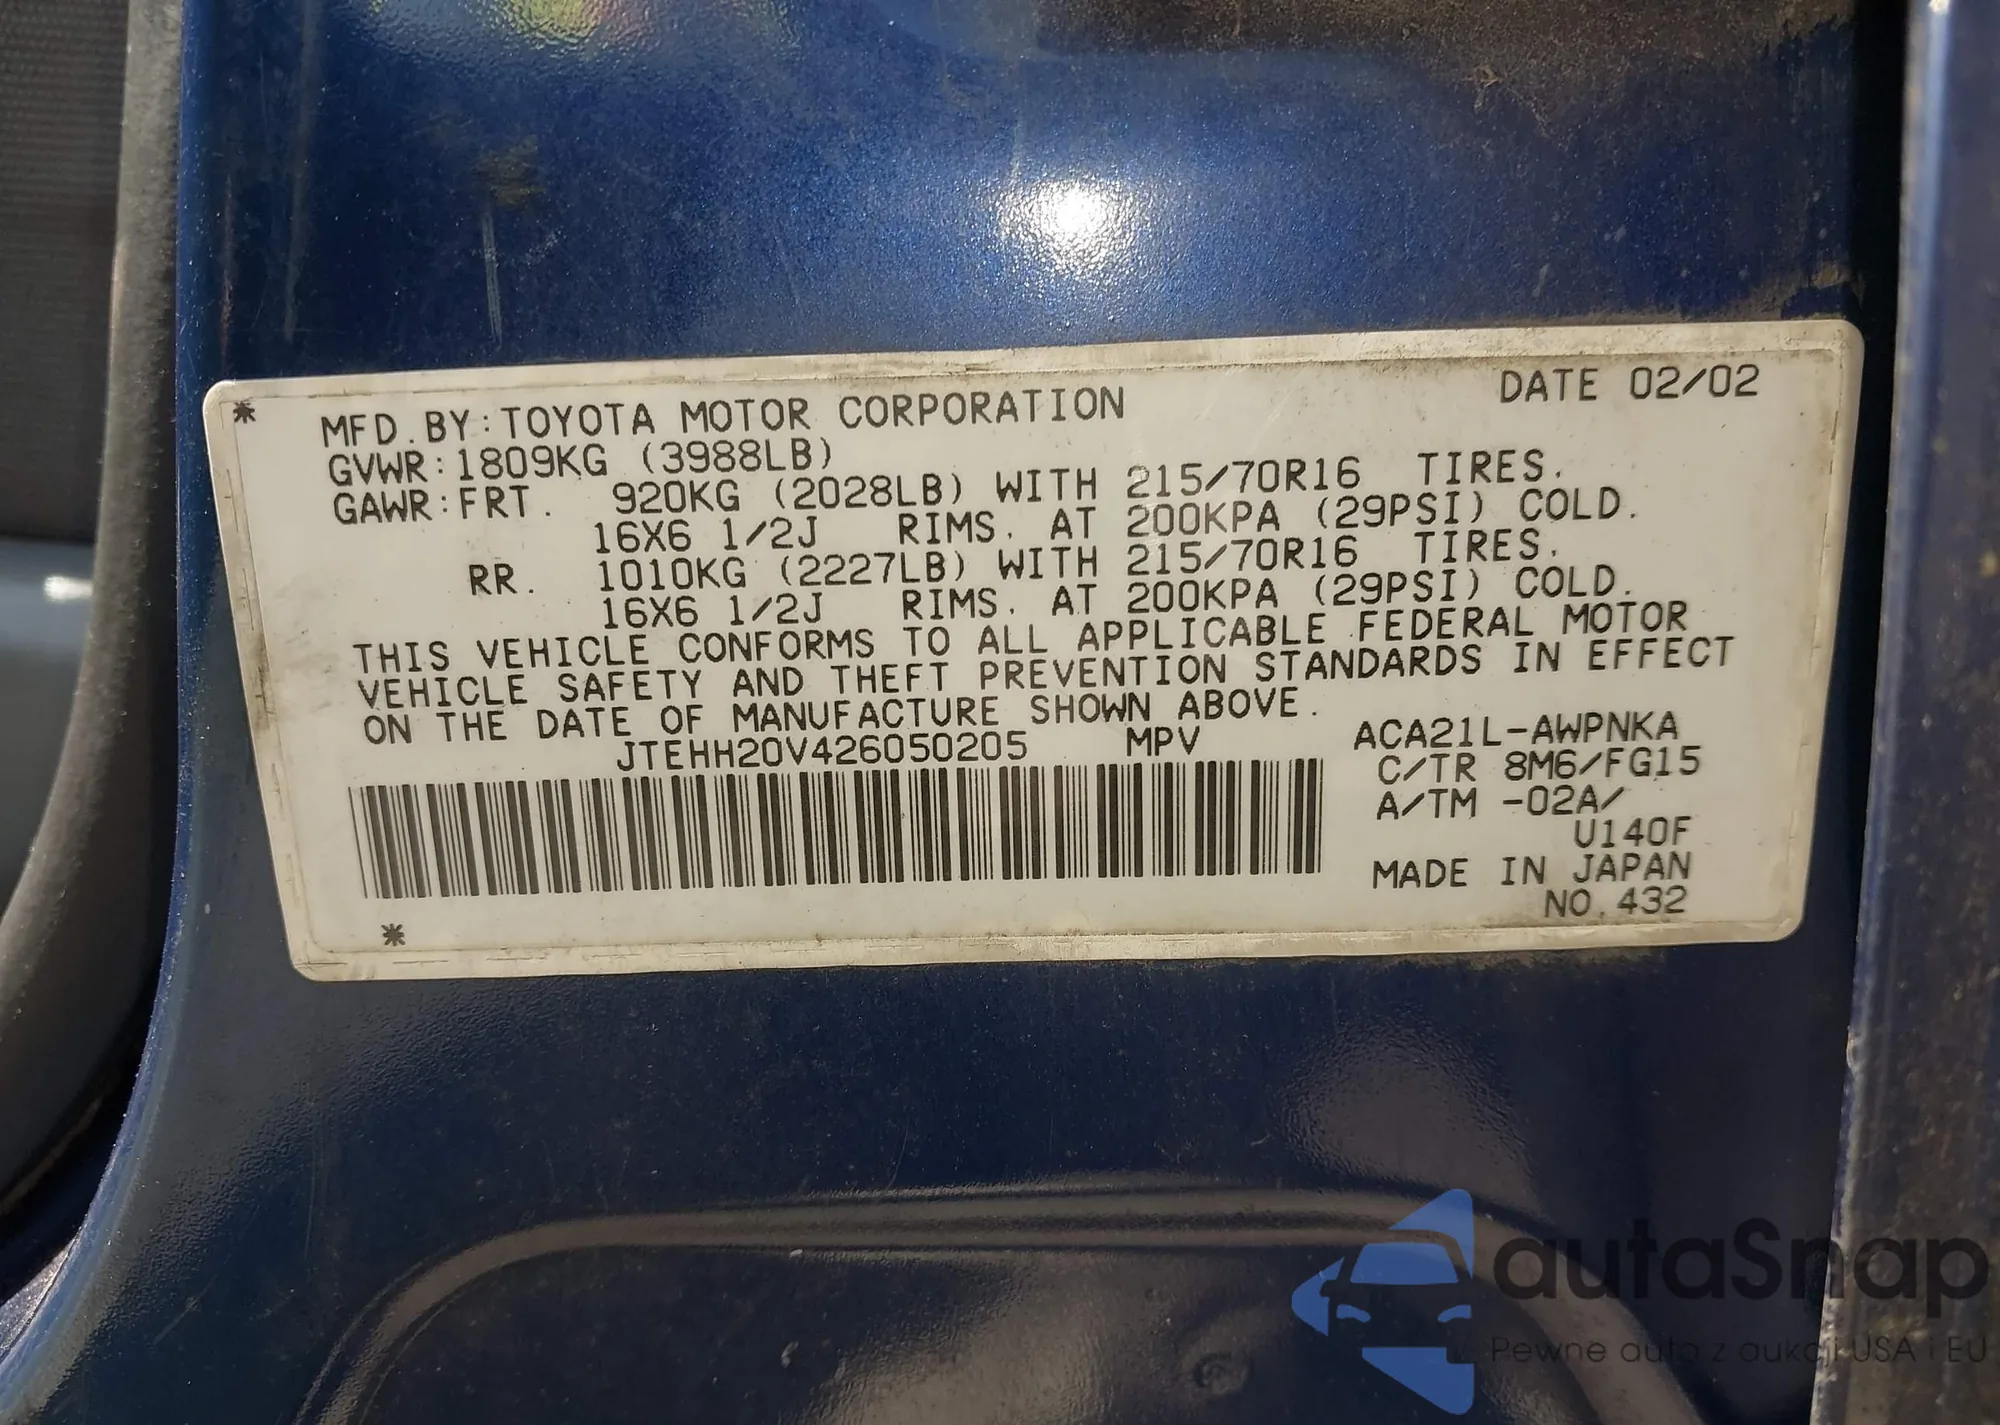 * MFD.BY:TOYOTA MOTOR CORPORATION DATE 02/02
GVWR:1809KG (3988LB)
GAWR:FRT. 920KG (2028LB) WITH 215/70R16 TIRES.
16X6 1/2J RIMS. AT 200KPA (29PSI) COLD.
RR. 1010KG (2227LB) WITH 215/70R16 TIRES.
16X6 1/2J RIMS. AT 200KPA (29PSI) COLD.
THIS VEHICLE CONFORMS TO ALL APPLICABLE FEDERAL MOTOR
VEHICLE SAFETY AND THEFT PREVENTION STANDARDS IN EFFECT
ON THE DATE OF MANUFACTURE SHOWN ABOVE.
JTEHH20V426050205 MPV ACA21L-AWPNKA
C/TR 8M6/FG15
A/TM -02A/
U140F
MADE IN JAPAN
NO.432
*
autaSnap
Pewne auta z aukcji USA i EU